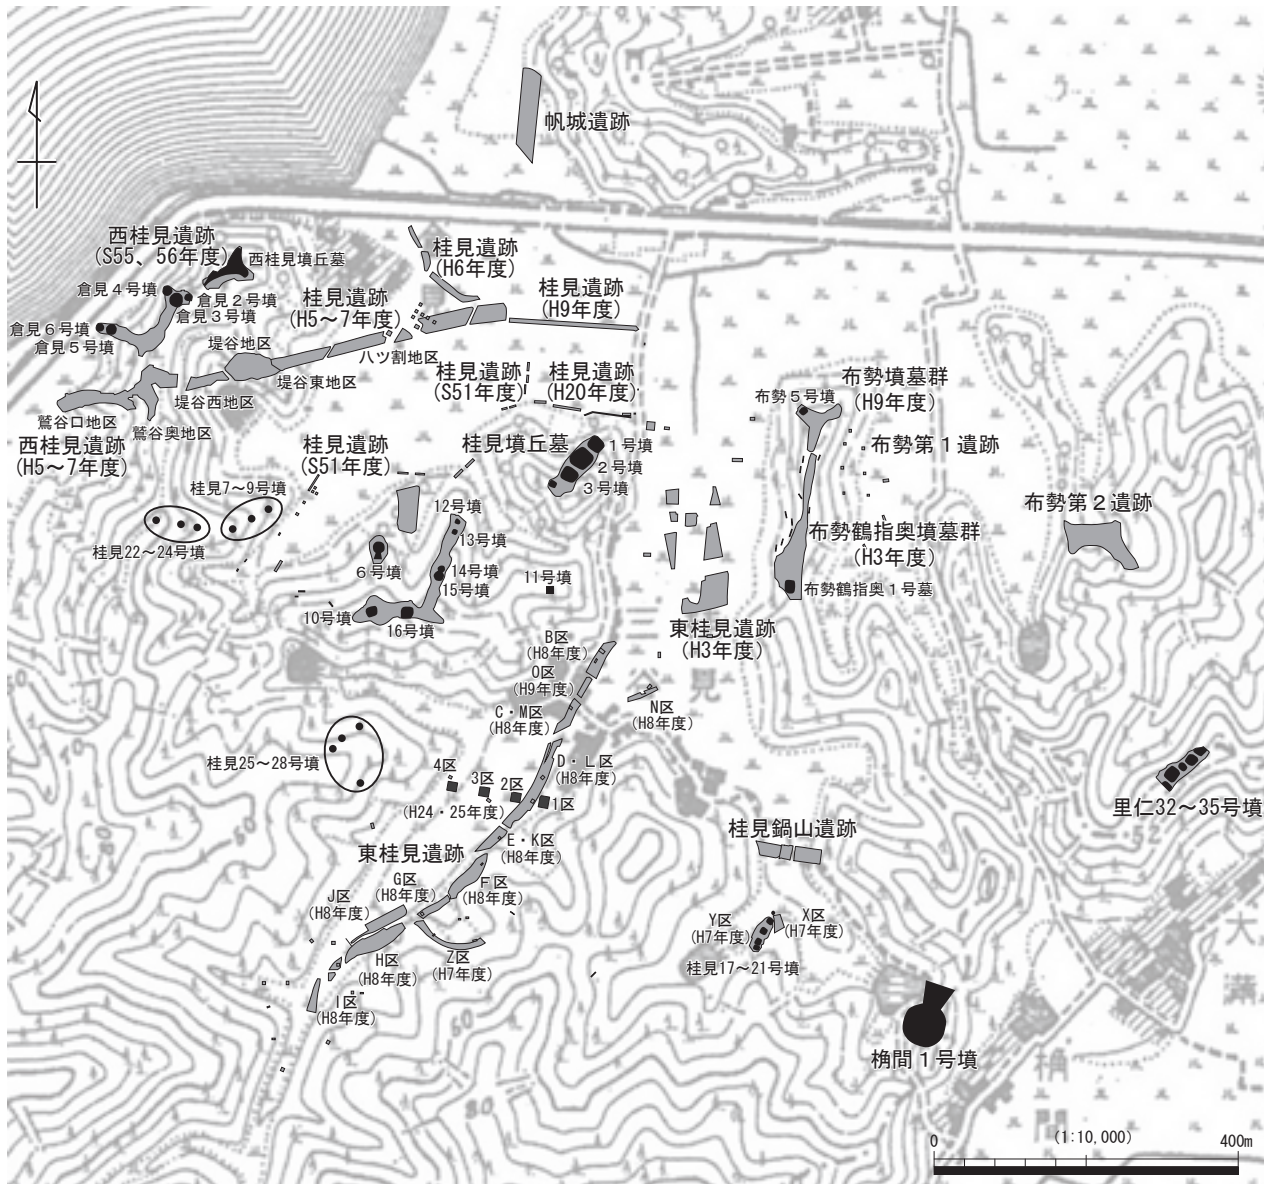 帆城遺跡
西桂見遺跡
(S55、56年度)
西桂見墳丘墓
倉見４号墳
倉見２号墳
倉見３号墳
倉見６号墳
倉見５号墳
桂見遺跡
(H6年度)
桂見遺跡
(H5～7年度)
桂見遺跡
(H9年度)
堤谷地区
八ツ割地区
堤谷東地区
堤谷西地区
鷲谷口地区
鷲谷奥地区
西桂見遺跡
(H5～7年度)
桂見遺跡
(S51年度)
桂見遺跡
(H20年度)
桂見遺跡
(S51年度)
桂見墳丘墓
1号墳
2号墳
3号墳
布勢墳墓群
(H9年度)
布勢５号墳
布勢第１遺跡
布勢第２遺跡
布勢鶴指奥墳墓群
(H3年度)
布勢鶴指奥１号墓
桂見7～9号墳
桂見22～24号墳
12号墳
13号墳
14号墳
15号墳
6号墳
10号墳
16号墳
11号墳
東桂見遺跡
(H3年度)
B区
(H8年度)
O区
(H9年度)
C・M区
(H8年度)
N区
(H8年度)
見
D・L区
(H8年度)
桂見25～28号墳
4区
3区
2区
1区
(H24・25年度)
E・K区
(H8年度)
東桂見遺跡
F区
(H8年度)
G区
(H8年度)
J区
(H8年度)
H区
(H8年度)
Z区
(H7年度)
I区
(H8年度)
桂見鍋山遺跡
Y区
(H7年度)
X区
(H7年度)
桂見17～21号墳
里仁32～35号墳
桷間１号墳
60
80
0
(1:10,000)
400m